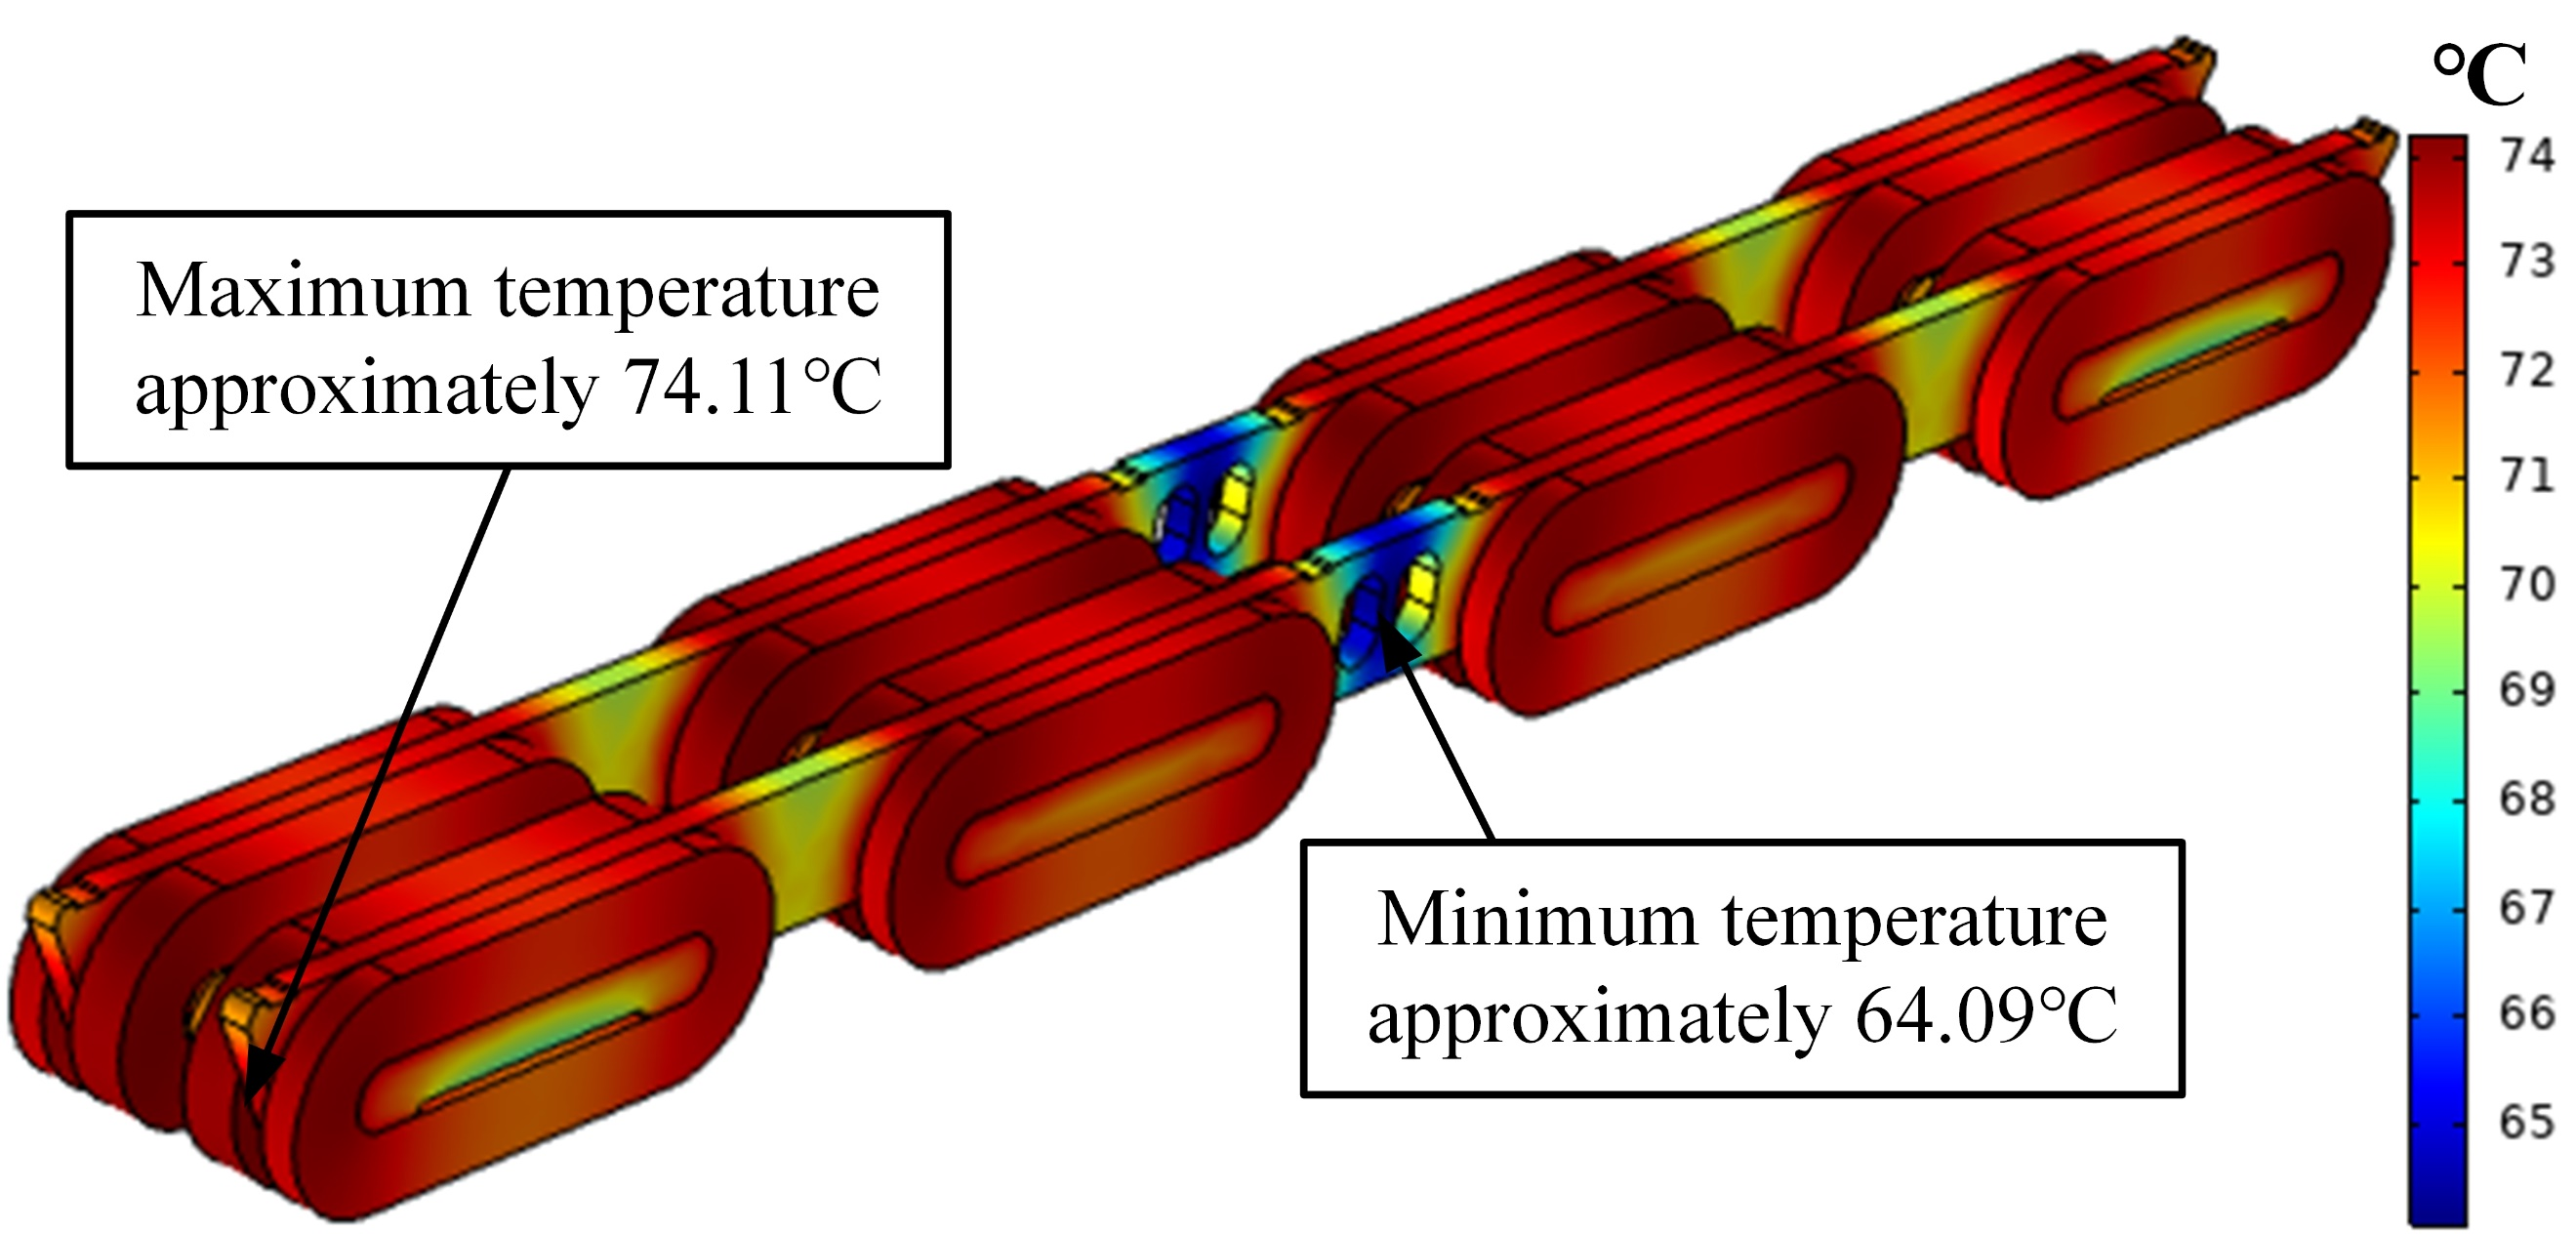 °C
Maximum temperature
approximately 74.11°C
Minimum temperature
approximately 64.09°C
74
73
72
71
70
69
68
67
66
65